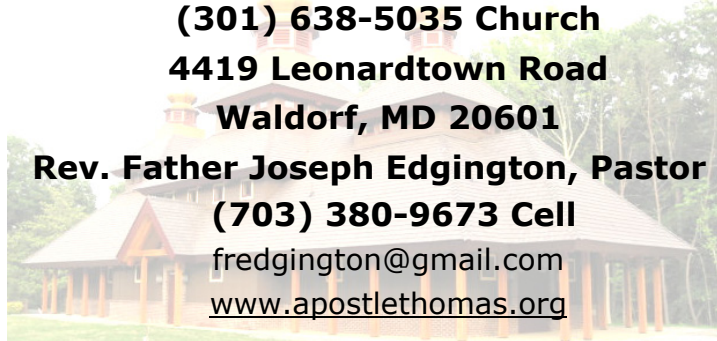 (301) 638-5035 Church
4419 Leonardtown Road
Waldorf, MD 20601
Rev. Father Joseph Edgington, Pastor
(703) 380-9673 Cell
fredgington@gmail.com
www.apostlethomas.org